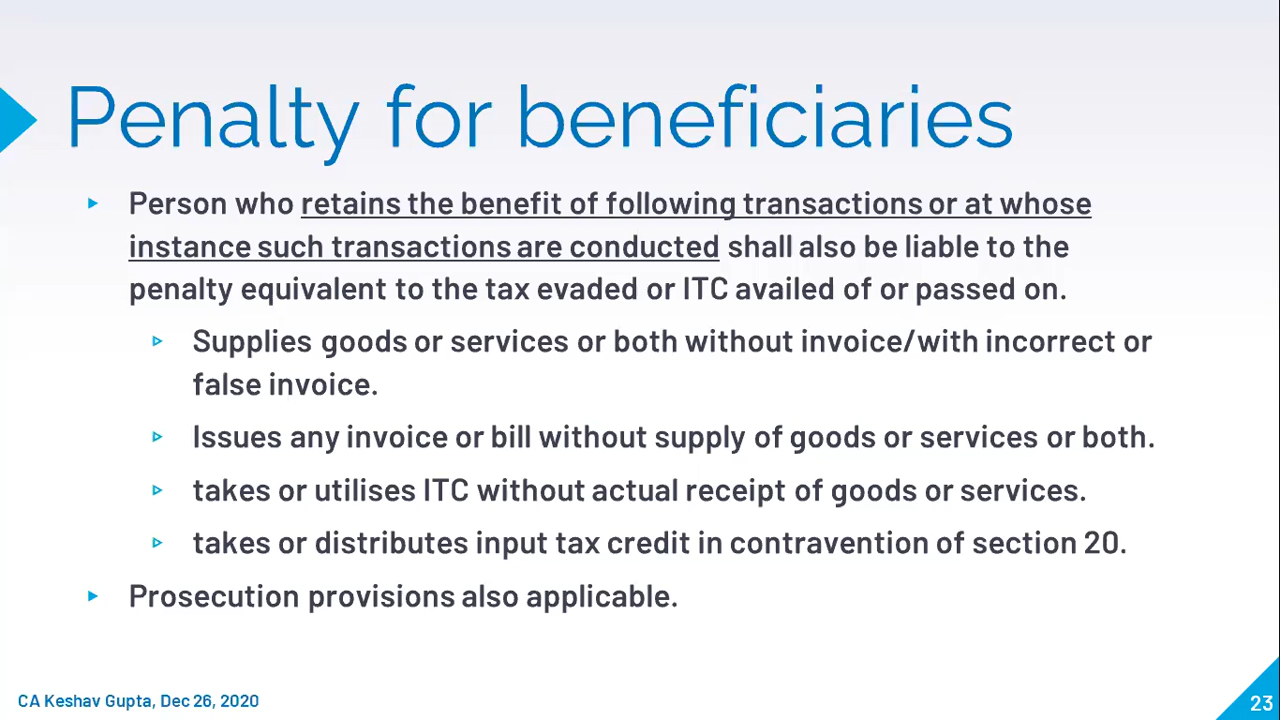 Penalty for beneficiaries
Person who retains the benefit of following transactions or at whose
instance such transactions are conducted shall also be liable to the
penalty equivalent to the tax evaded or ITC availed of or passed on.
Supplies goods or services or both without invoice/with incorrect or
false invoice.
Issues any invoice or bill without supply of goods or services or both.
takes or utilises ITC without actual receipt of goods or services.
takes or distributes input tax credit in contravention of section 20.
Prosecution provisions also applicable.
CA Keshav Gupta, Dec 26, 2020
23